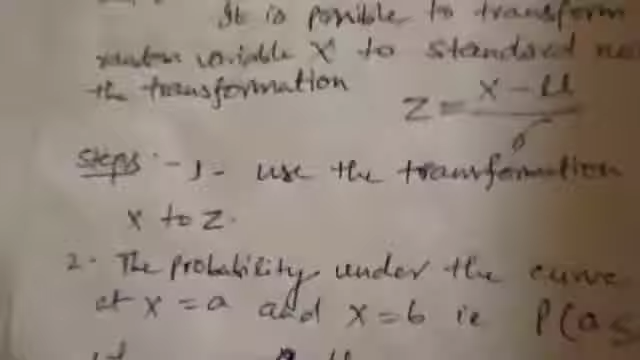 It is posible to transform
random variable X to standard
the transformation
Z = X - μ / σ
Steps :- 1- use the transformation
X to Z.
2. The probability under the curve
at x = a and x = b ie P(a ≤